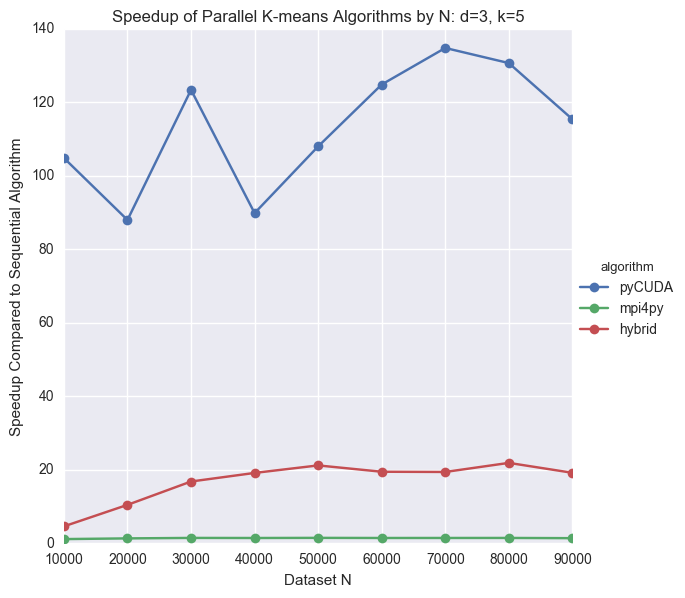 Speedup of Parallel K-means Algorithms by N: d=3, k=5
Speedup Compared to Sequential Algorithm
140
120
100
80
60
40
20
0
10000 20000 30000 40000 50000 60000 70000 80000 90000
Dataset N
algorithm
pyCUDA
mpi4py
hybrid